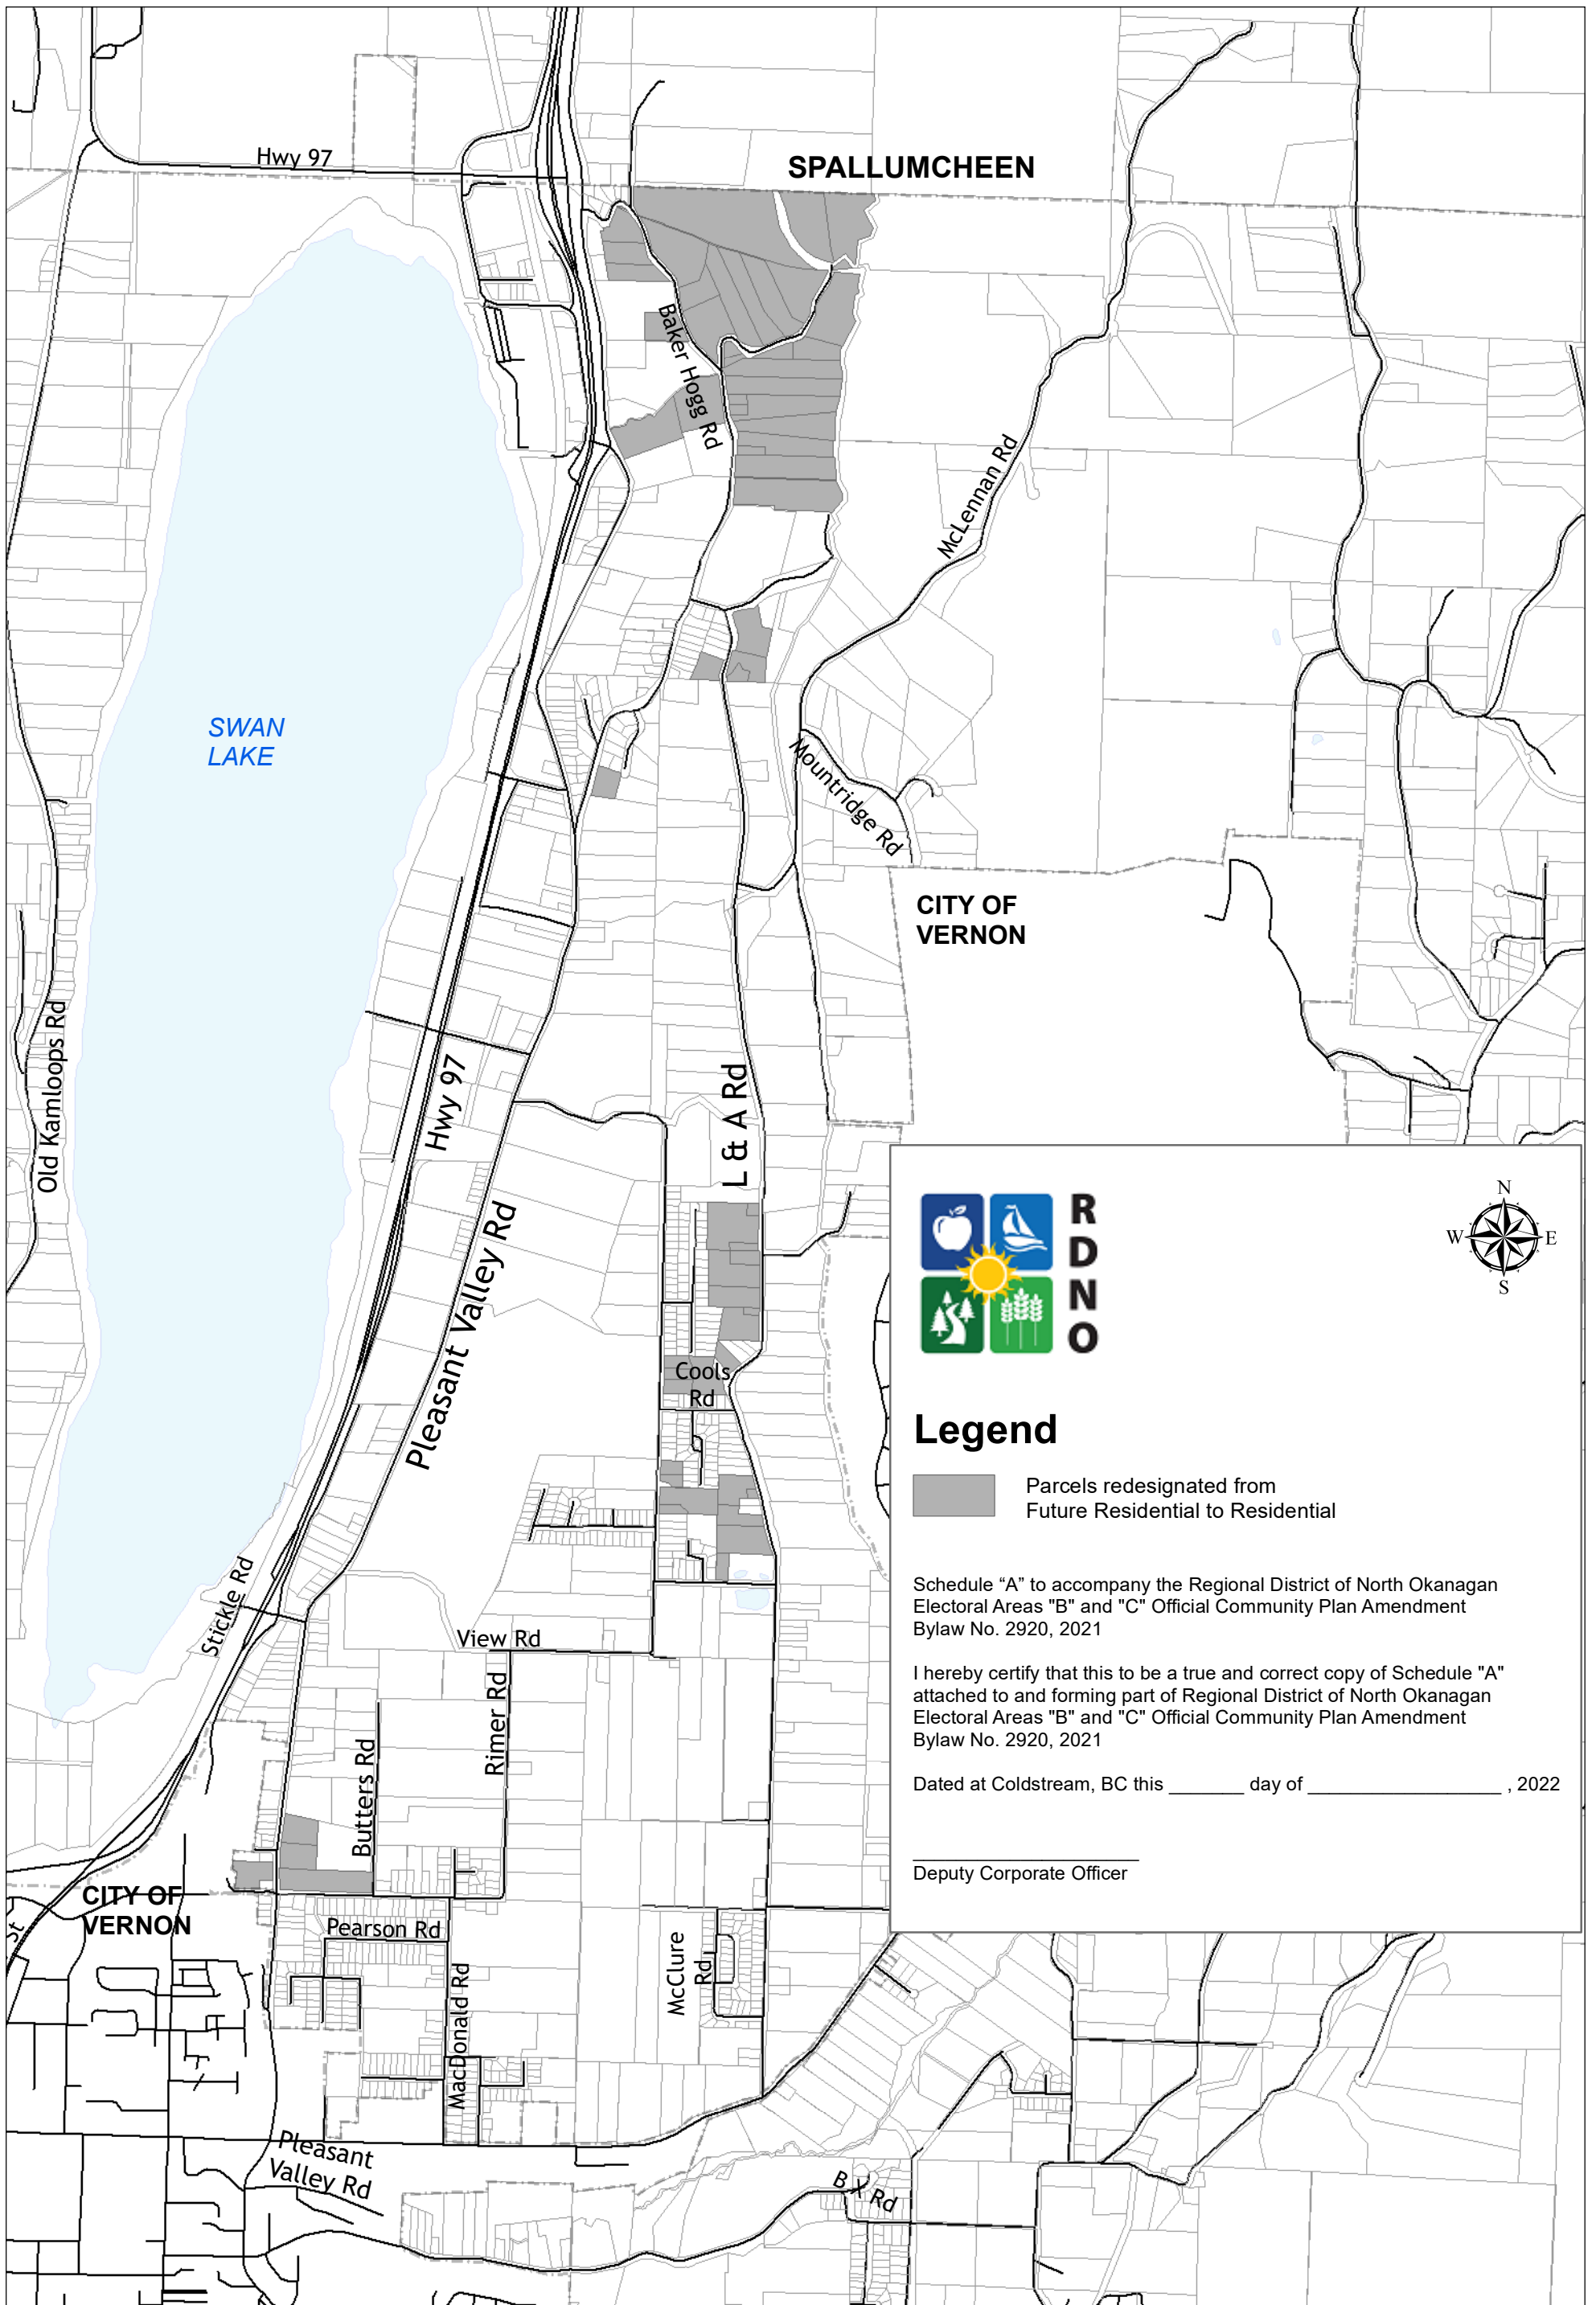 Hwy 97
SPALLUMCHEEN
Baker Hogg Rd
McLennan Rd
SWAN
LAKE
Mountridge Rd
CITY OF
VERNON
Old Kamloops Rd
Hwy 97
L & A Rd
Pleasant Valley Rd
Cools
Rd
Stickle Rd
View Rd
Rimer Rd
Butters Rd
CITY OF
VERNON
St
Pearson Rd
McClure
Rd
MacDonald Rd
Pleasant
Valley Rd
B X Rd
R
D
N
O
N
W
E
S
Legend
Parcels redesignated from
Future Residential to Residential
Schedule “A” to accompany the Regional District of North Okanagan
Electoral Areas "B" and "C" Official Community Plan Amendment
Bylaw No. 2920, 2021
I hereby certify that this to be a true and correct copy of Schedule "A"
attached to and forming part of Regional District of North Okanagan
Electoral Areas "B" and "C" Official Community Plan Amendment
Bylaw No. 2920, 2021
Dated at Coldstream, BC this _______ day of __________________ , 2022
_____________________
Deputy Corporate Officer